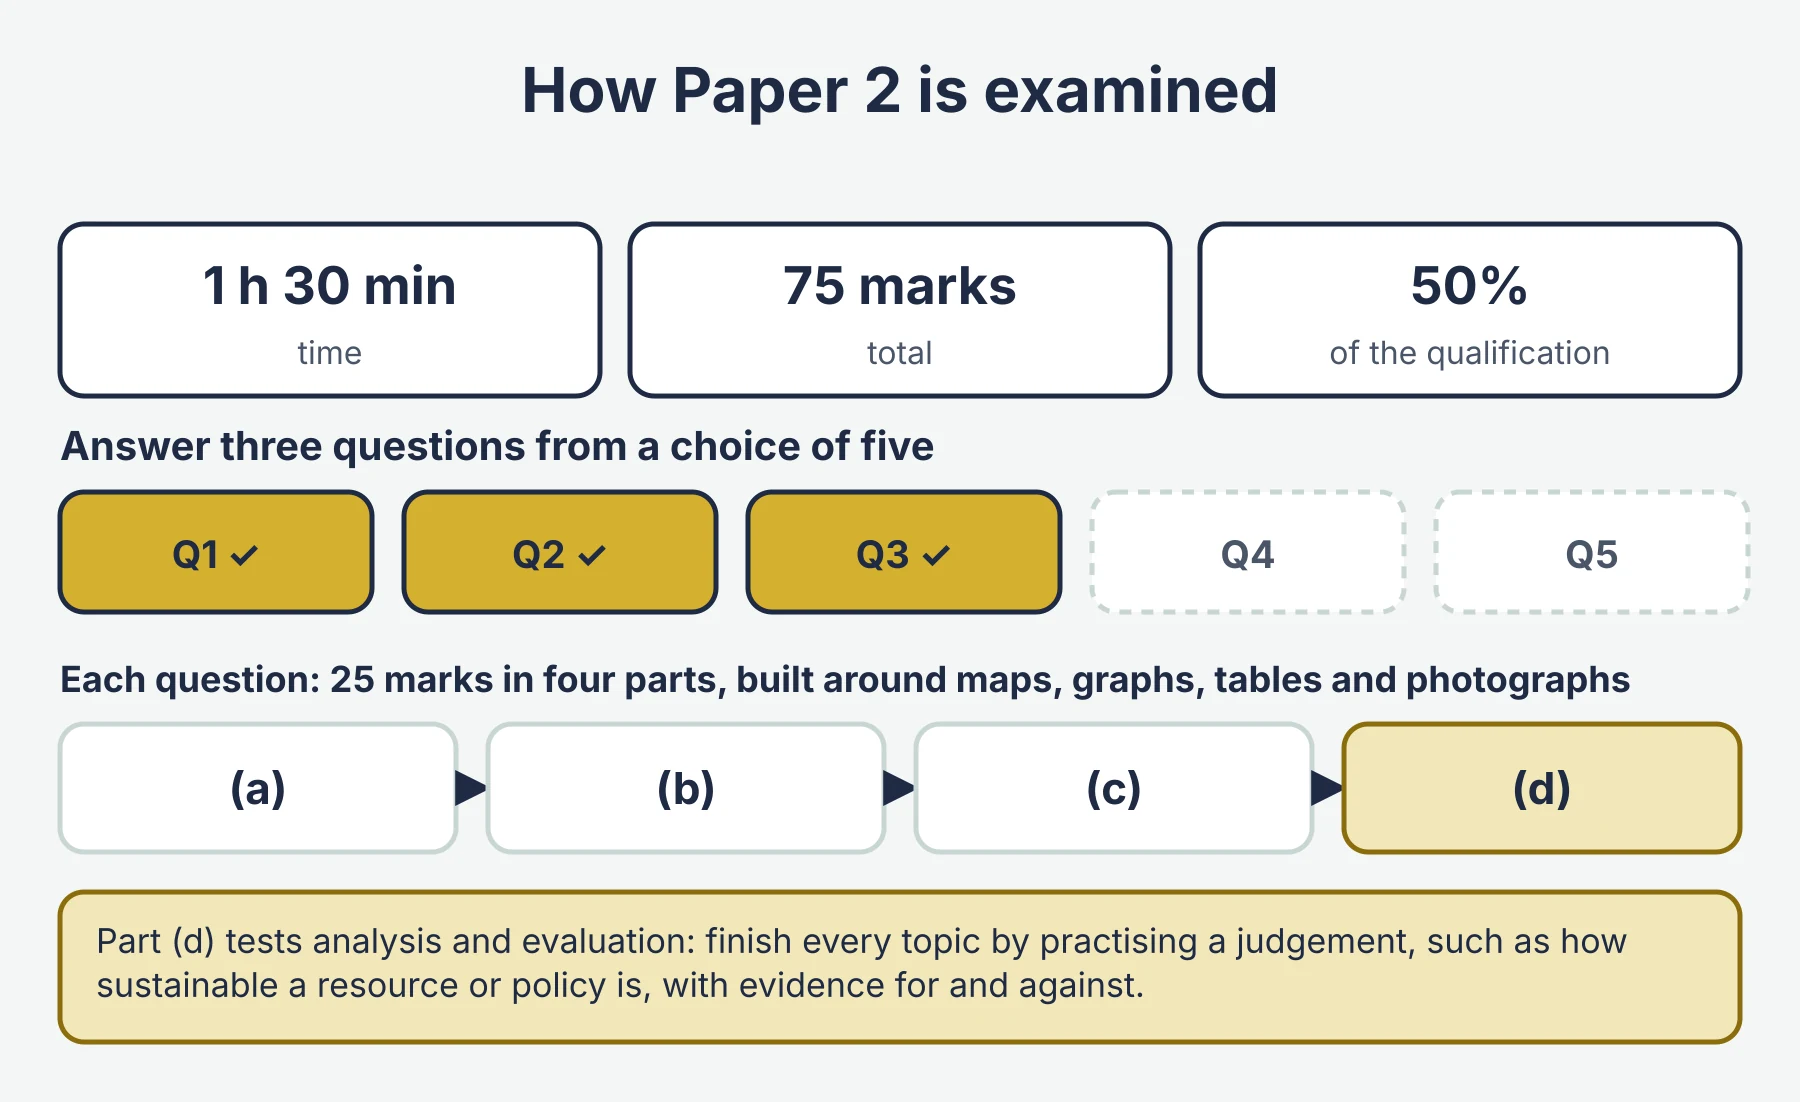 How Paper 2 is examined
1 h 30 min
time
75 marks
total
50%
of the qualification
Answer three questions from a choice of five
Q1 ✓
Q2 ✓
Q3 ✓
Q4
Q5
Each question: 25 marks in four parts, built around maps, graphs, tables and photographs
(a)
(b)
(c)
(d)
Part (d) tests analysis and evaluation: finish every topic by practising a judgement, such as how
sustainable a resource or policy is, with evidence for and against.